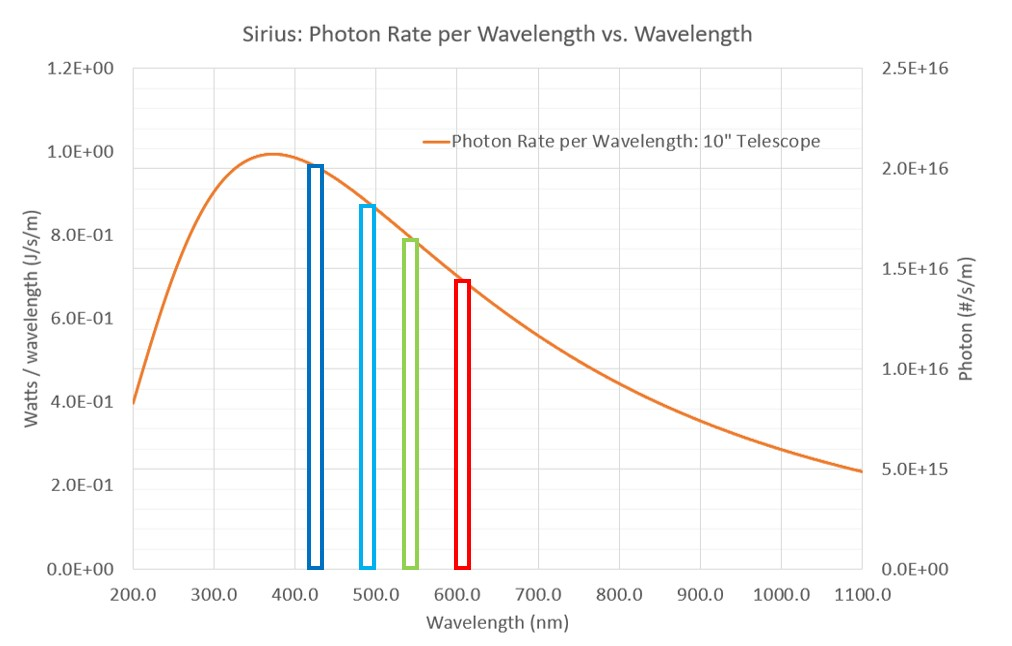 Sirius: Photon Rate per Wavelength vs. Wavelength
1.2E+00
1.0E+00
8.0E-01
6.0E-01
4.0E-01
2.0E-01
0.0E+00
Watts / wavelength (J/s/m)
Photon Rate per Wavelength: 10" Telescope
2.5E+16
2.0E+16
1.5E+16
1.0E+16
5.0E+15
0.0E+00
Photon (#/s/m)
200.0 300.0 400.0 500.0 600.0 700.0 800.0 900.0 1000.0 1100.0
Wavelength (nm)